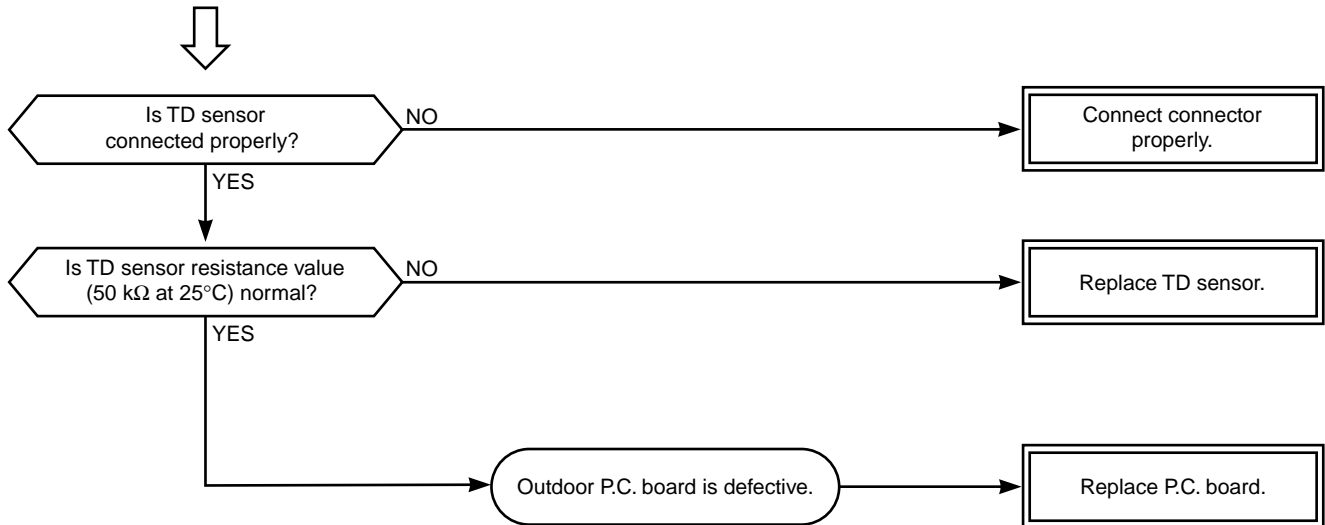 Is TD sensor
connected properly?
NO
Connect connector
properly.
YES
Is TD sensor resistance value
(50 kΩ at 25°C) normal?
NO
Replace TD sensor.
YES
Outdoor P.C. board is defective.
Replace P.C. board.